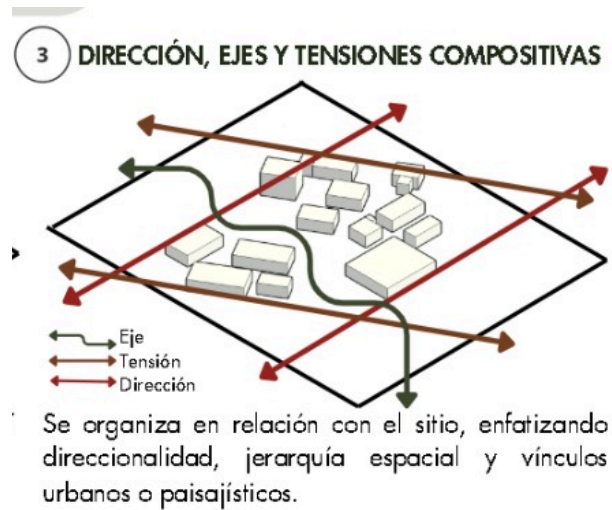 3 DIRECCIÓN, EJES Y TENSIONES COMPOSITIVAS
Eje
Tensión
Dirección
Se organiza en relación con el sitio, enfatizando
direccionalidad, jerarquía espacial y vínculos
urbanos o paisajísticos.